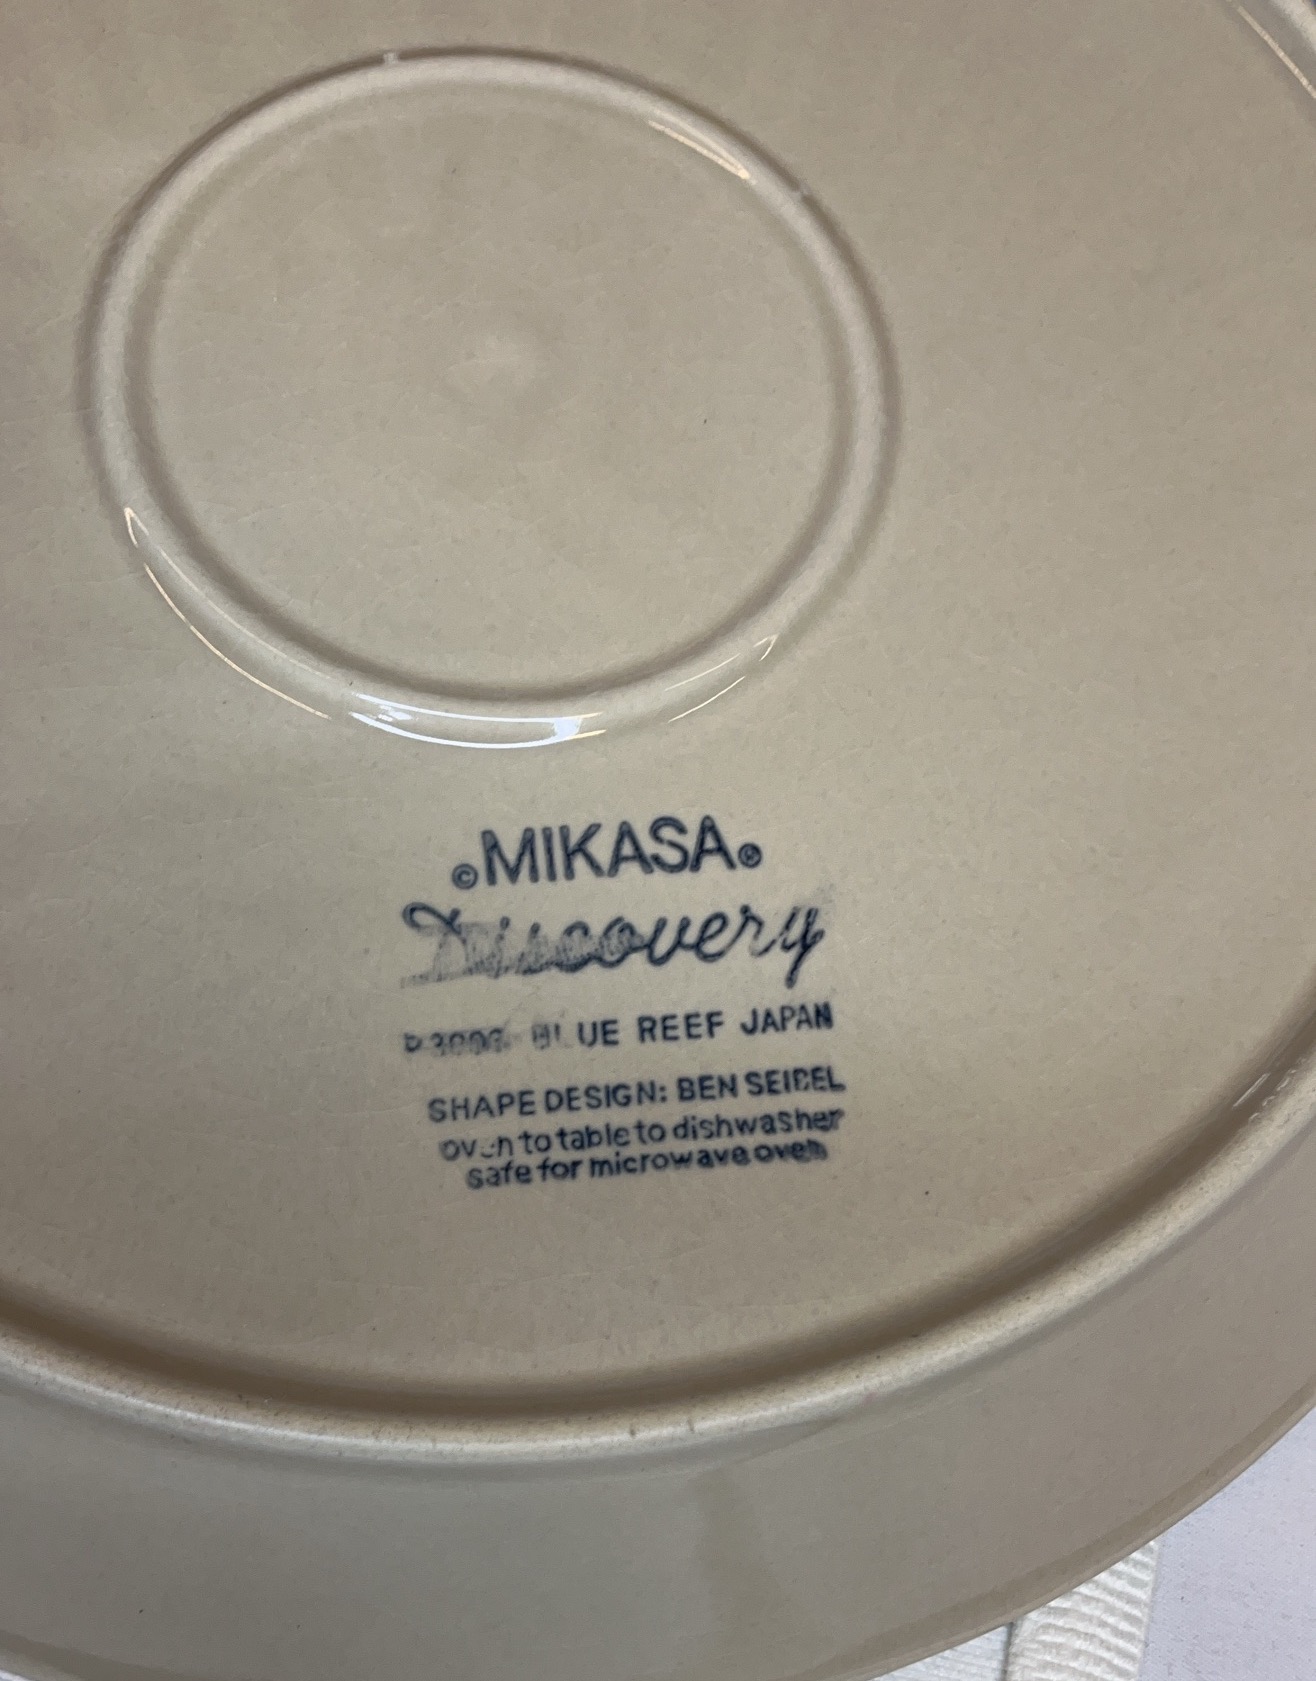 ©MIKASA®
Discovery
BLUE REEF JAPAN
SHAPE DESIGN: BEN SEIBEL
oven to table to dishwasher
safe for microwave oven